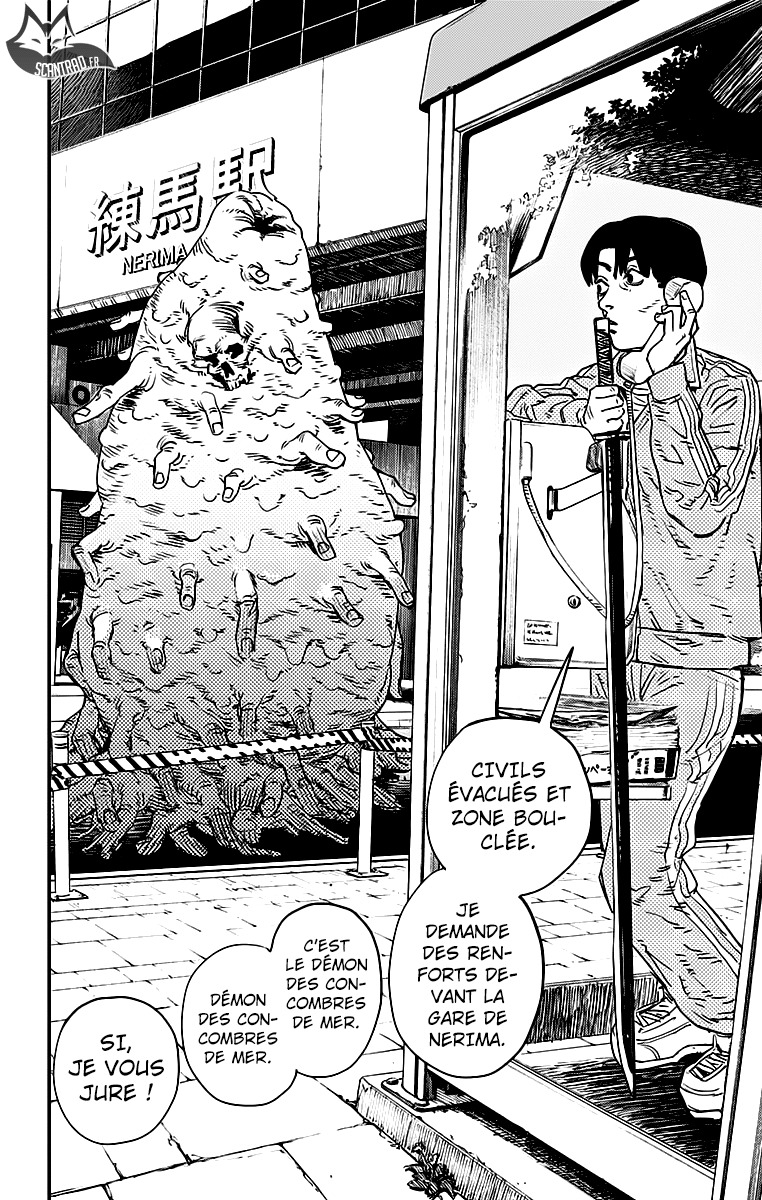 SCANTRAD.FR
練馬駅
NERIMA
CIVILS
ÉVACUÉS ET
ZONE BOU-
CLÉE.
JE
DEMANDE
DES REN-
FORTS DE-
VANT LA
GARE DE
NERIMA.
C'EST
LE DÉMON
DES CON-
COMBRES
DE MER.
DÉMON
DES CON-
COMBRES
DE MER.
SI,
JE VOUS
JURE !